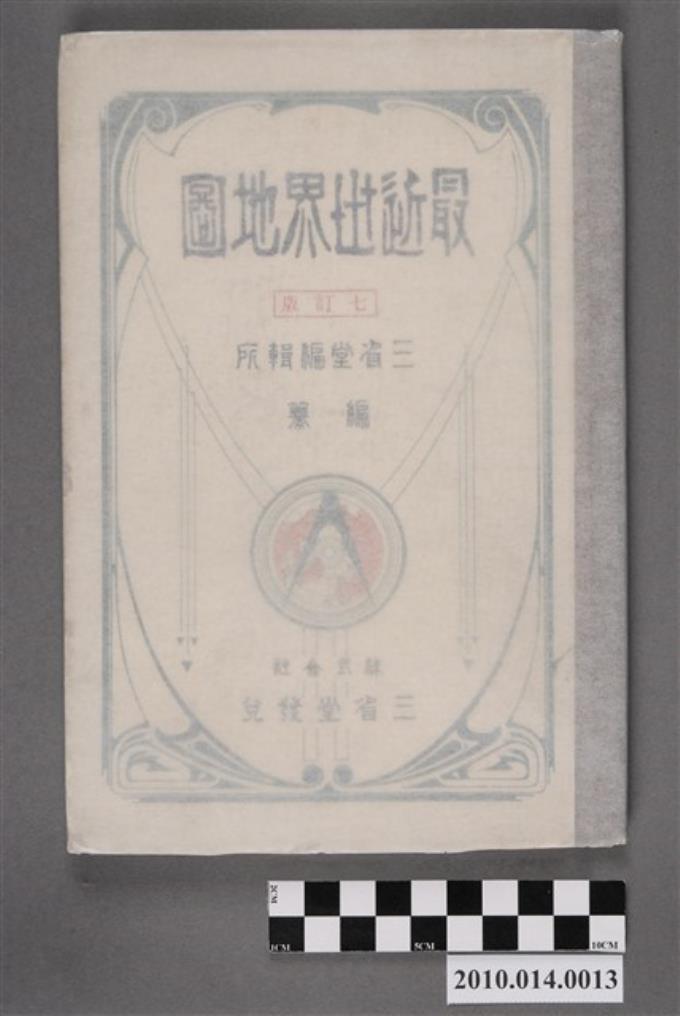 最近世界地圖
七訂版
三省堂編輯所
編纂
株式會社
三省堂發兌
2CM
1CM 5CM 10CM
2010.014.0013